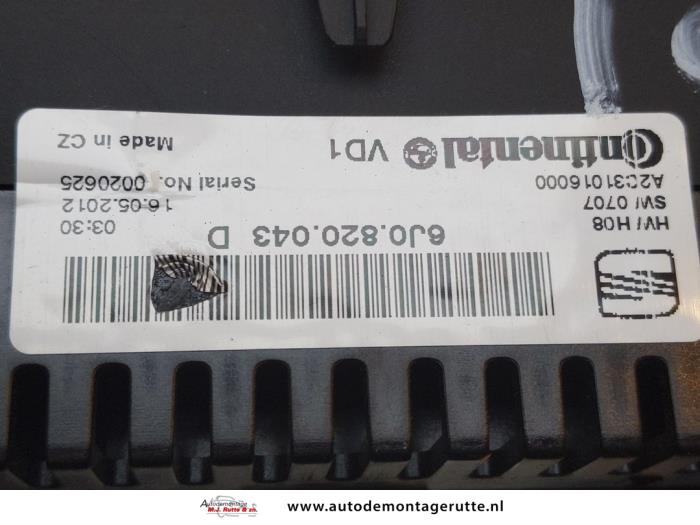 HW H08
SW 0707
A2C31016000
Continental VD1
6J0.820.043 D
03:30
16.05.2012
Serial No.: 0020625
Made in CZ
Autodemontage
M.J. Rutte & zn.
www.autodemontagerutte.nl